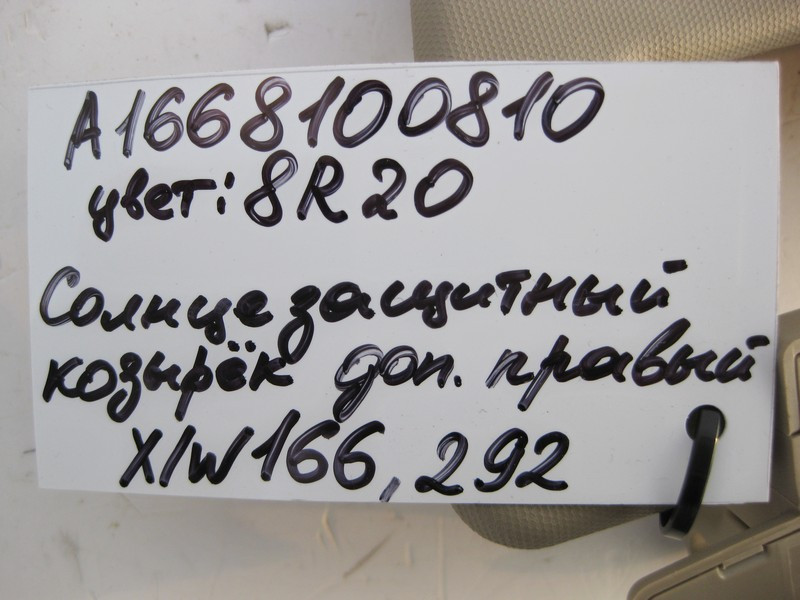 A1668100810
цвет: 8R20
Солнцезащитный
козырёк доп. правый
X/W166, 292